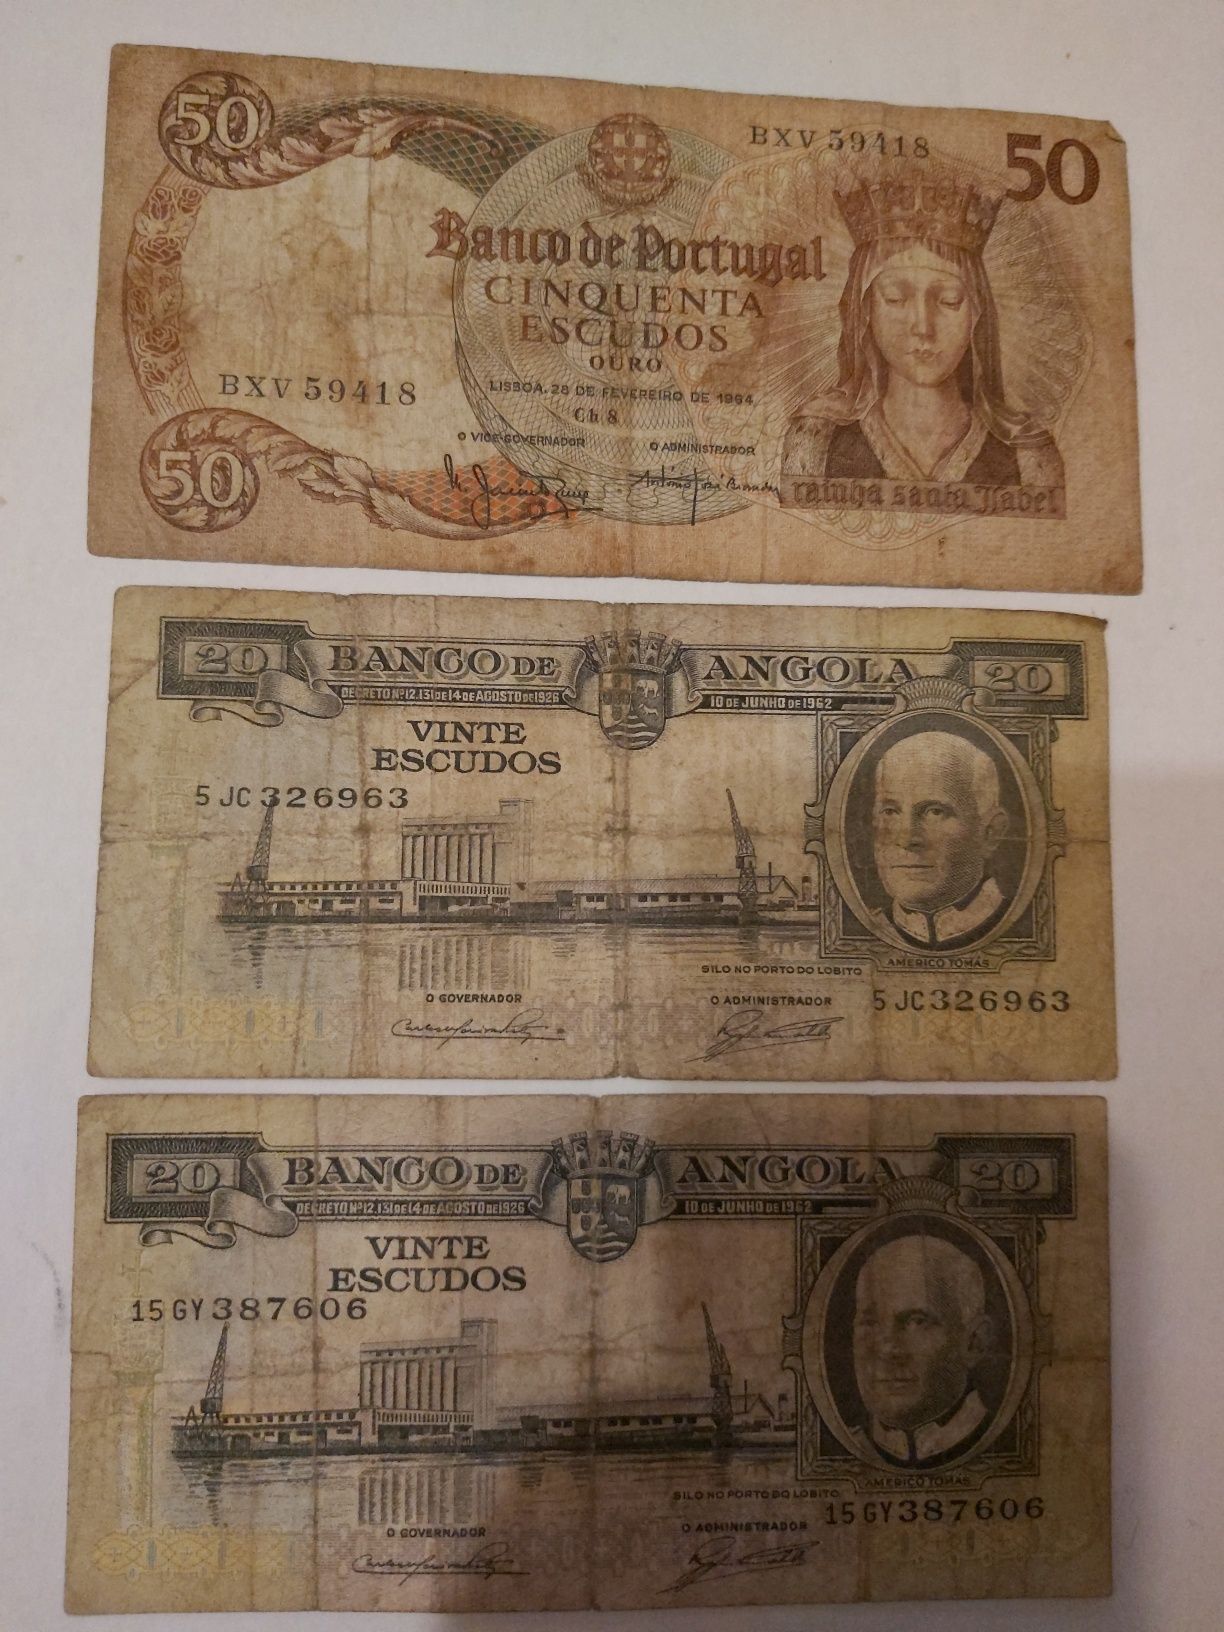 50
BXV 59418
50
Banco de Portugal
CINQUENTA
ESCUDOS
OURO
BXV 59418
LISBOA, 28 DE FEVEREIRO DE 1964
Ch 8
O VICE-GOVERNADOR
O ADMINISTRADOR
50
rainha santa Isabel
20
BANCO DE
ANGOLA
20
DECRETO Nº 12.131 DE 14 DE AGOSTO DE 1926
10 DE JUNHO DE 1962
VINTE
ESCUDOS
5 JC 326963
AMÉRICO TOMÁS
SILO NO PORTO DO LOBITO
O GOVERNADOR
O ADMINISTRADOR
5 JC 326963
20
BANCO DE
ANGOLA
20
DECRETO Nº 12.131 DE 14 DE AGOSTO DE 1926
10 DE JUNHO DE 1962
VINTE
ESCUDOS
15 GY 387606
AMÉRICO TOMÁS
SILO NO PORTO DO LOBITO
15 GY 387606
O GOVERNADOR
O ADMINISTRADOR